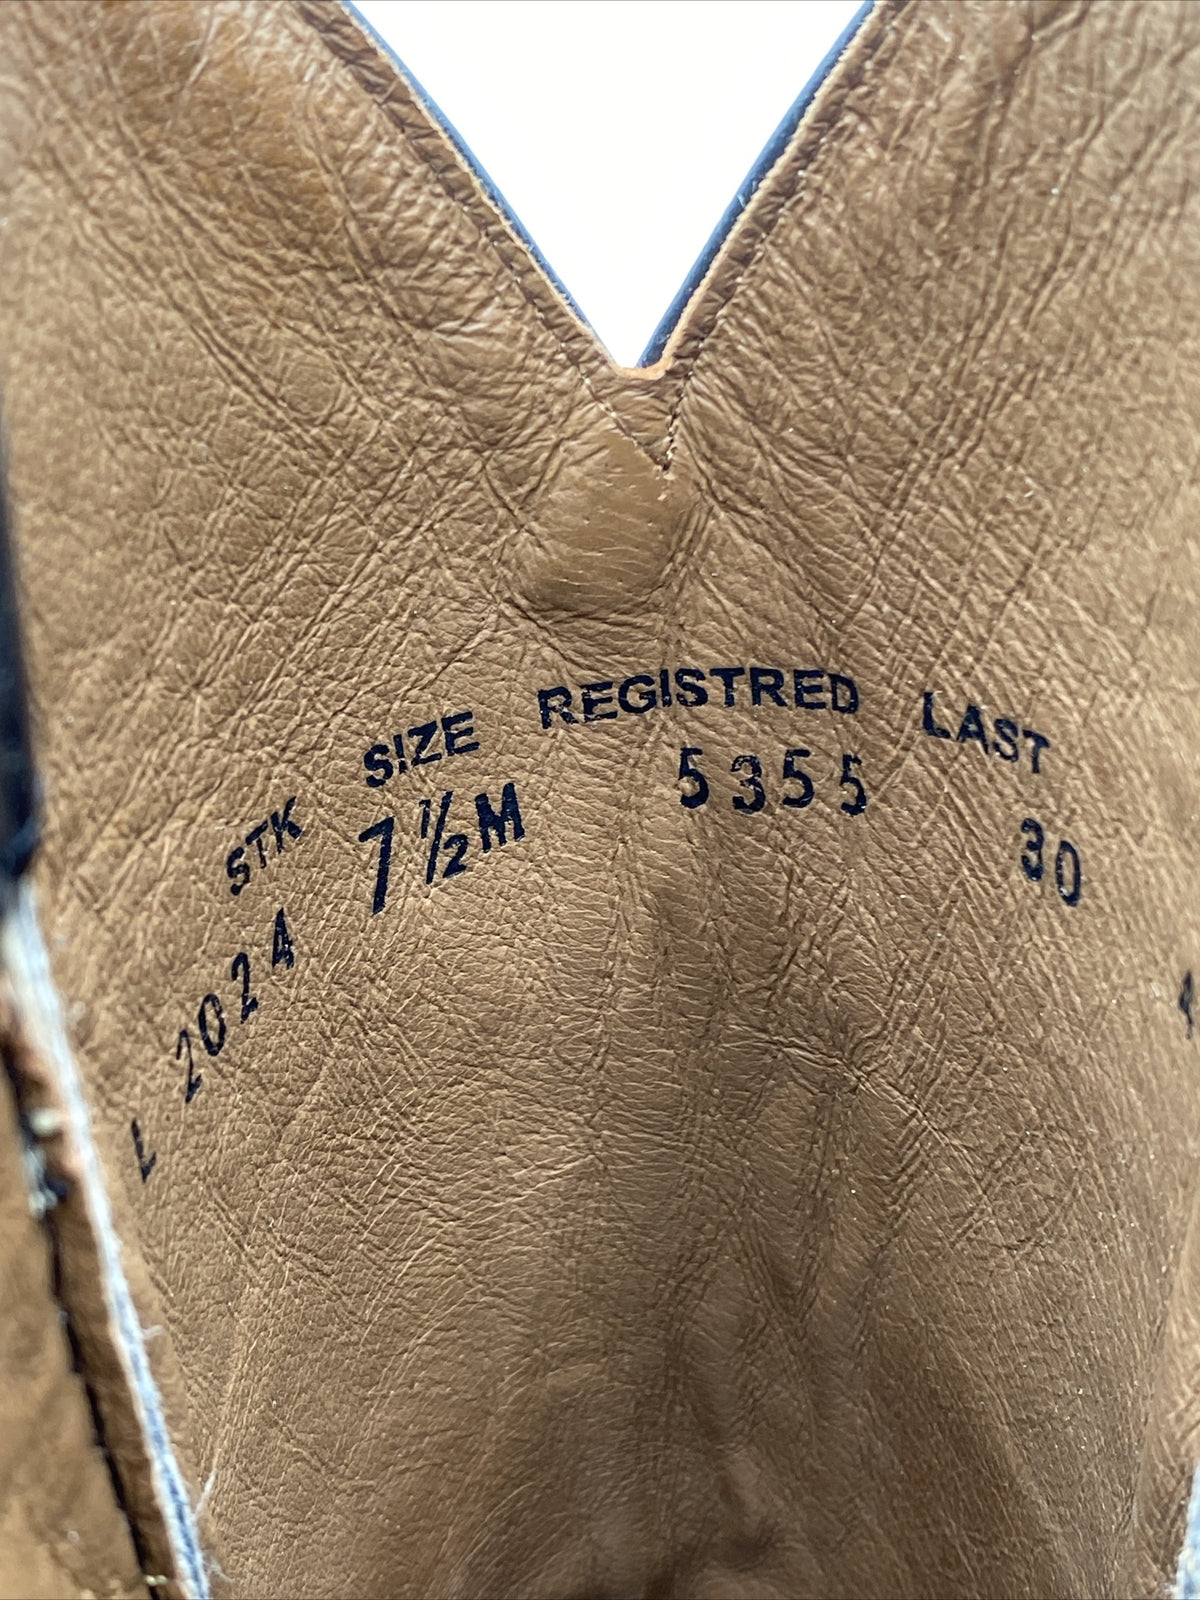 STK SIZE REGISTRED LAST
L 2024 7½M 5355 30